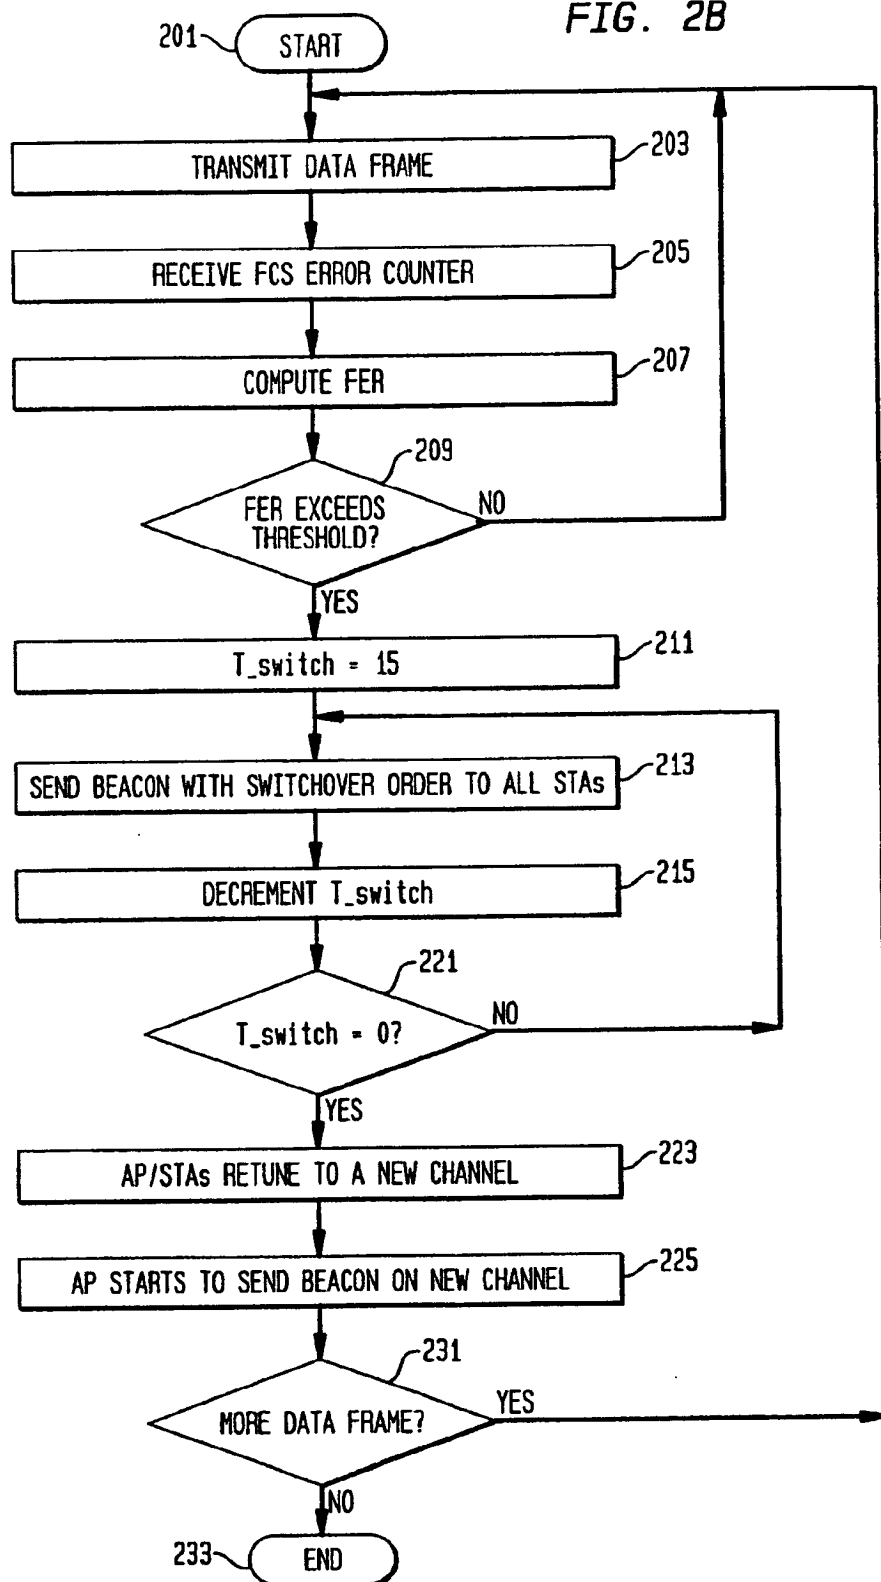 FIG. 2B
201
START
TRANSMIT DATA FRAME
203
RECEIVE FCS ERROR COUNTER
205
COMPUTE FER
207
209
FER EXCEEDS
THRESHOLD?
NO
YES
T_switch = 15
211
SEND BEACON WITH SWITCHOVER ORDER TO ALL STAs
213
DECREMENT T_switch
215
221
T_switch = 0?
NO
YES
AP/STAs RETUNE TO A NEW CHANNEL
223
AP STARTS TO SEND BEACON ON NEW CHANNEL
225
231
MORE DATA FRAME?
YES
NO
233
END